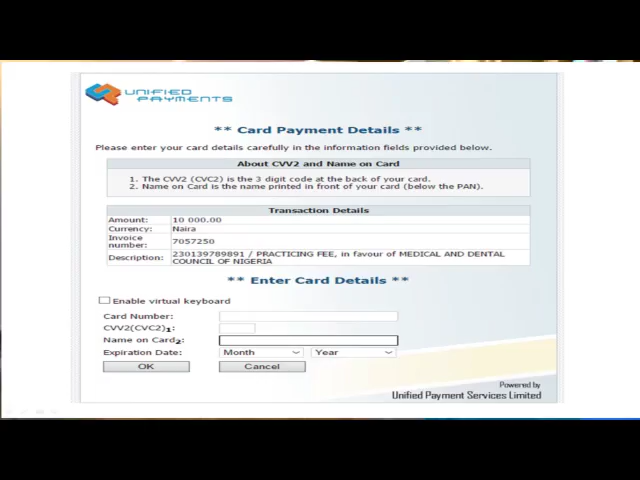 UNIFIED
PAYMENTS
** Card Payment Details **
Please enter your card details carefully in the information fields provided below.
About CVV2 and Name on Card
1. The CVV2 (CVC2) is the 3 digit code at the back of your card.
2. Name on Card is the name printed in front of your card (below the PAN).
Transaction Details
Amount: 10 000.00
Currency: Naira
Invoice number: 7057250
Description: 230139789891 / PRACTICING FEE, in favour of MEDICAL AND DENTAL
COUNCIL OF NIGERIA
** Enter Card Details **
Enable virtual keyboard
Card Number:
CVV2(CVC2)1:
Name on Card2:
Expiration Date: Month Year
OK Cancel
Powered by
Unified Payment Services Limited